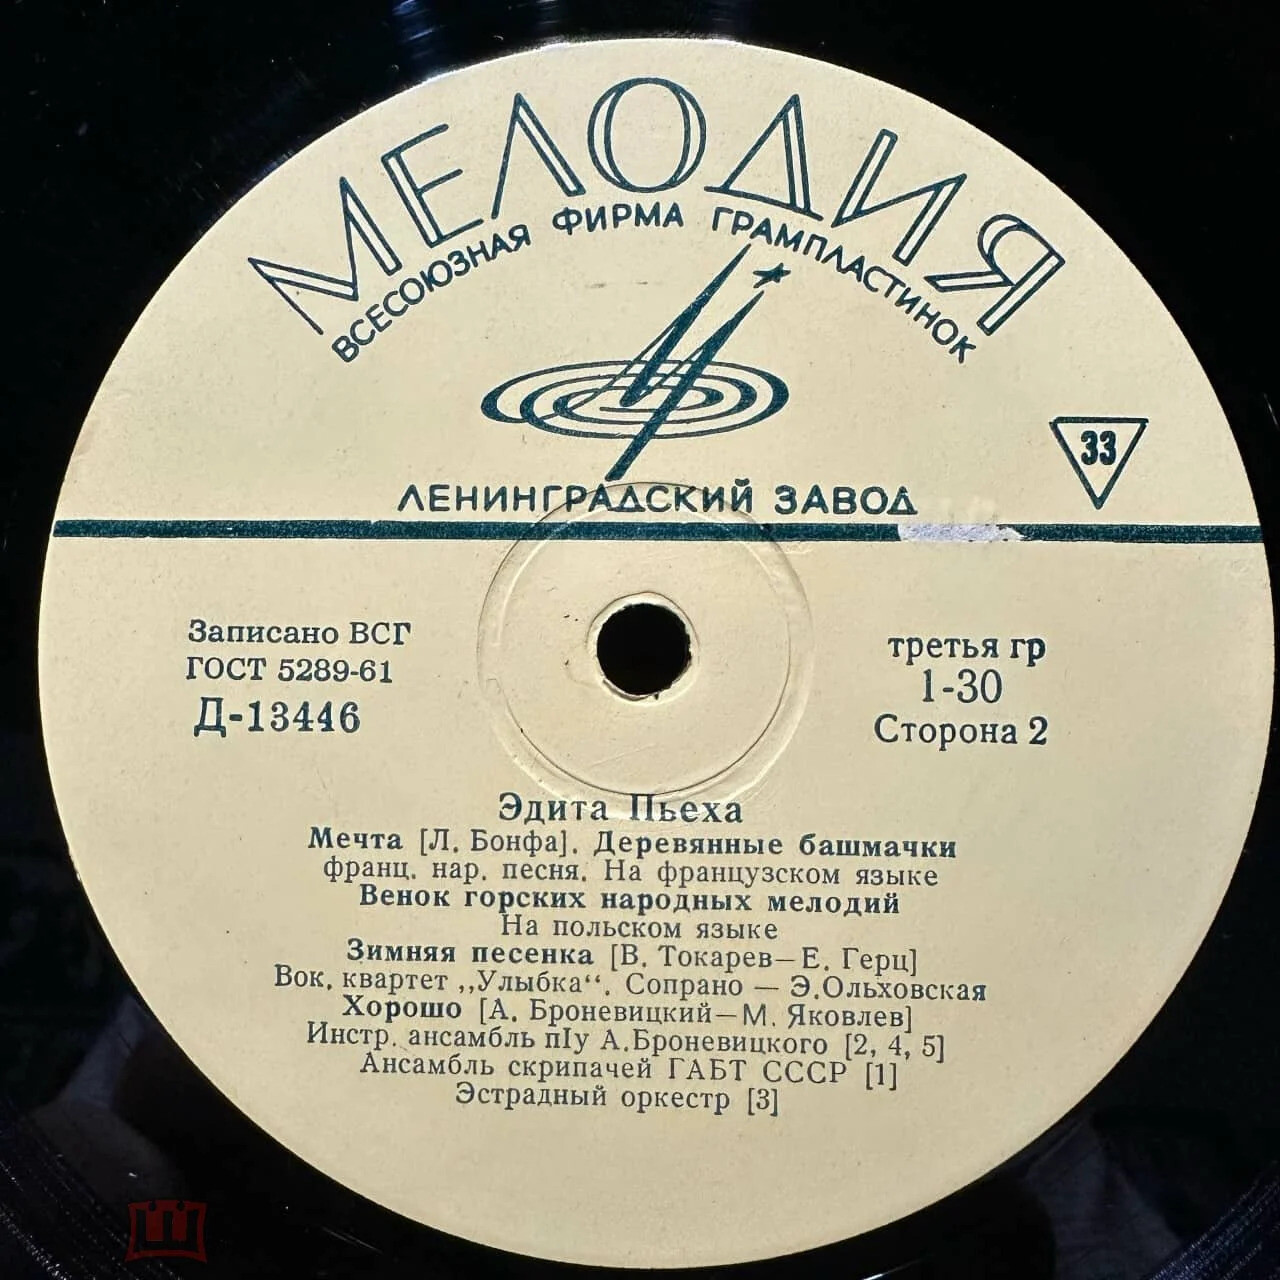 МЕЛОДИЯ
ВСЕСОЮЗНАЯ ФИРМА ГРАМПЛАСТИНОК
33
ЛЕНИНГРАДСКИЙ ЗАВОД
Записано ВСГ
ГОСТ 5289-61
Д-13446
третья гр
1-30
Сторона 2
Эдита Пьеха
Мечта [Л. Бонфа]. Деревянные башмачки
франц. нар. песня. На французском языке
Венок горских народных мелодий
На польском языке
Зимняя песенка [В. Токарев—Е. Герц]
Вок. квартет ,,Улыбка“. Сопрано — Э.Ольховская
Хорошо [А. Броневицкий—М. Яковлев]
Инстр. ансамбль пIу А.Броневицкого [2, 4, 5]
Ансамбль скрипачей ГАБТ СССР [1]
Эстрадный оркестр [3]